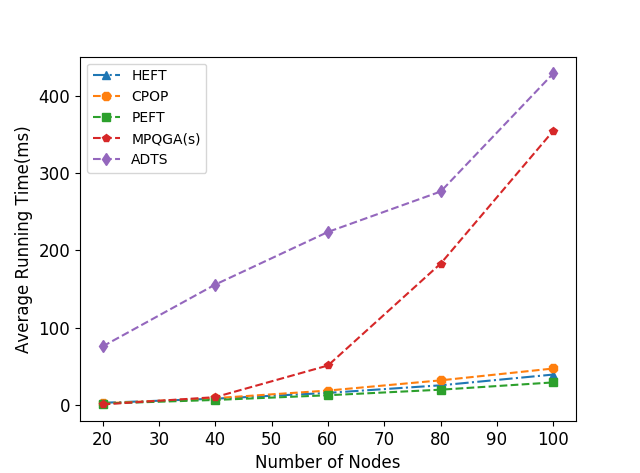 HEFT
CPOP
PEFT
MPQGA(s)
ADTS
Average Running Time(ms)
400
300
200
100
0
20 30 40 50 60 70 80 90 100
Number of Nodes